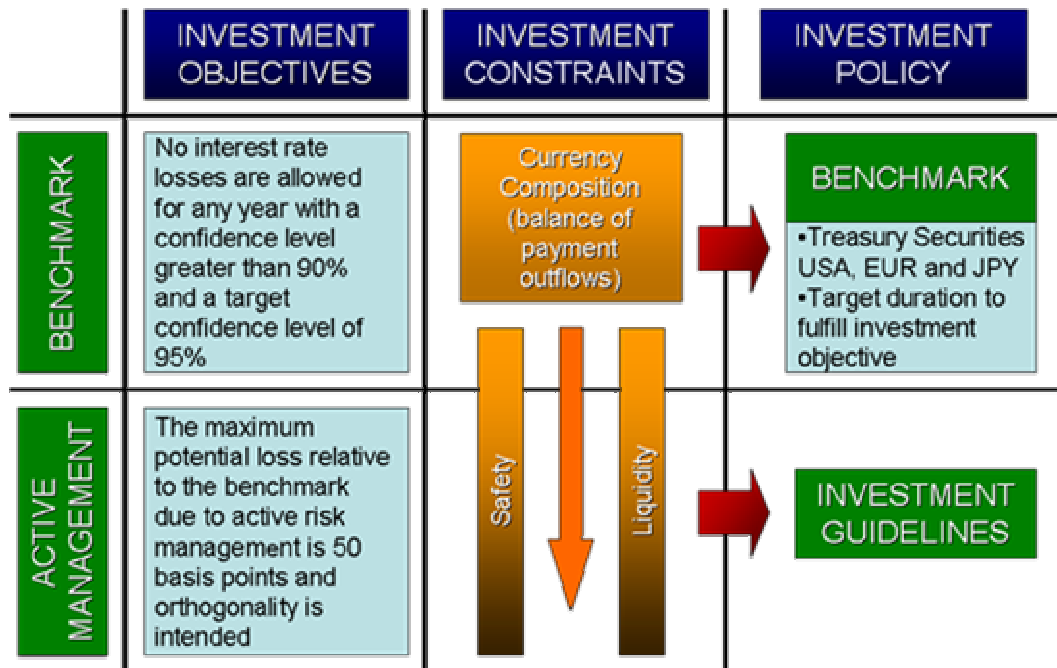 INVESTMENT
OBJECTIVES
INVESTMENT
CONSTRAINTS
INVESTMENT
POLICY
BENCHMARK
No interest rate
losses are allowed
for any year with a
confidence level
greater than 90%
and a target
confidence level of
95%
Currency
Composition
(balance of
payment
outflows)
BENCHMARK
•Treasury Securities
USA, EUR and JPY
•Target duration to
fulfill investment
objective
ACTIVE
MANAGEMENT
The maximum
potential loss relative
to the benchmark
due to active risk
management is 50
basis points and
orthogonality is
intended
Safety
Liquidity
INVESTMENT
GUIDELINES